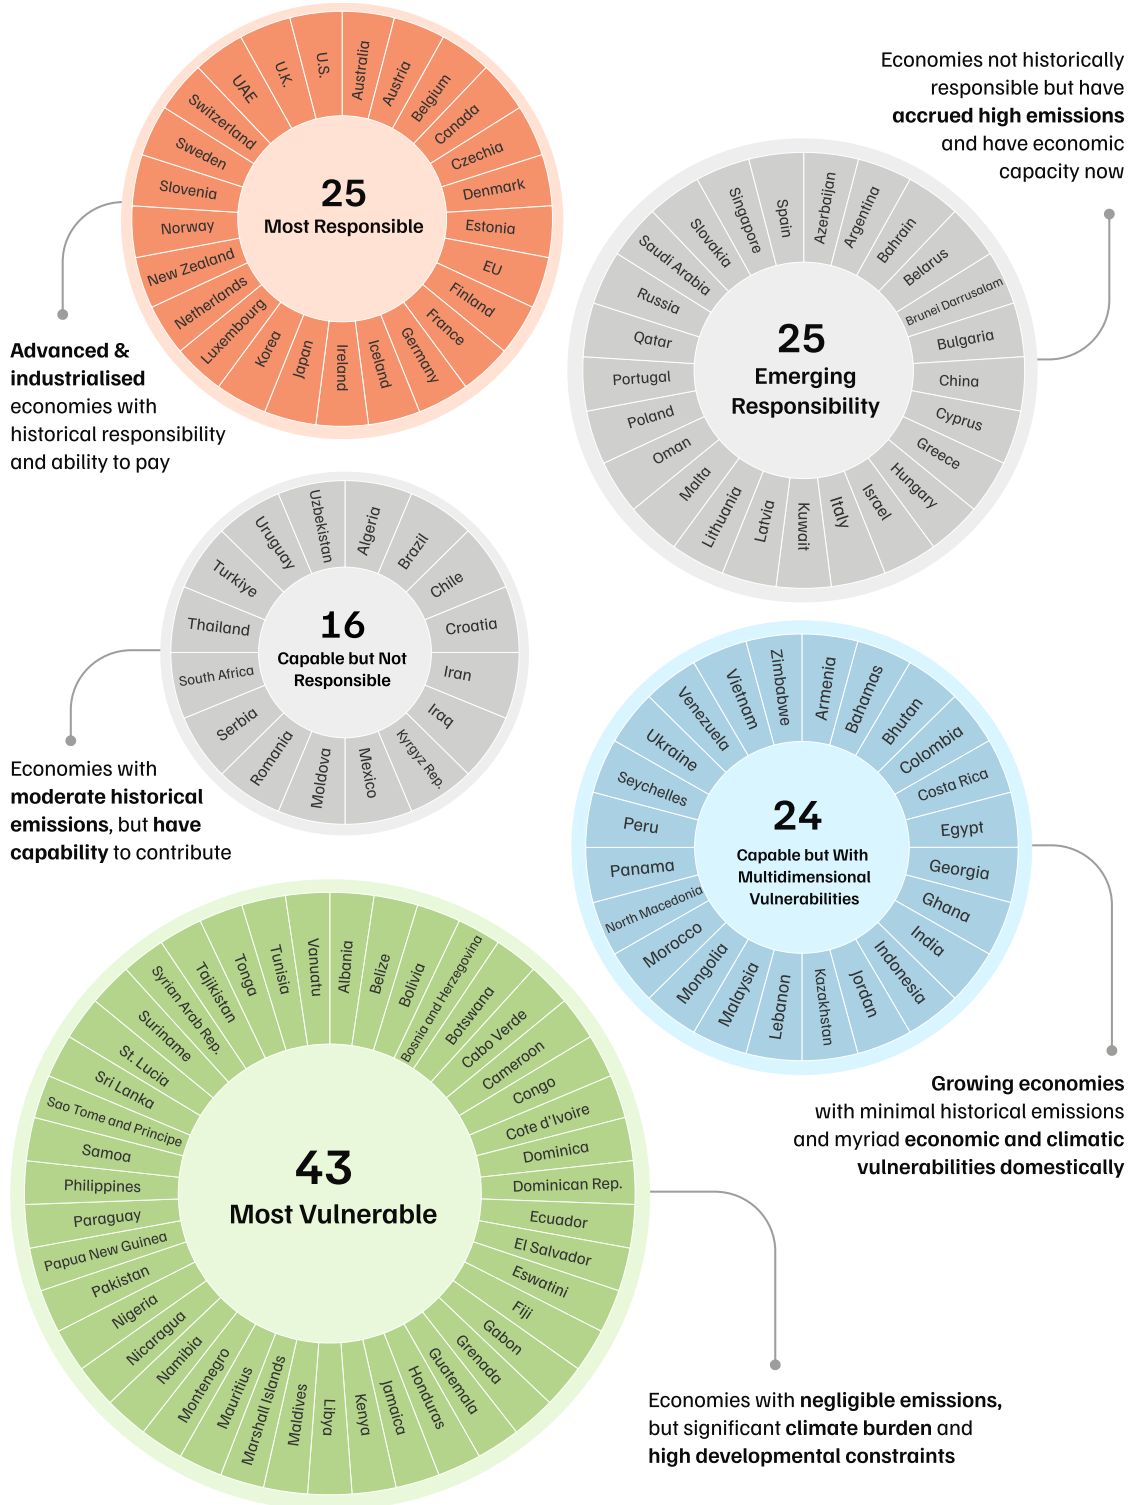 25
Most Responsible
Australia
Austria
Belgium
Canada
Czechia
Denmark
Estonia
EU
Finland
France
Germany
Iceland
Ireland
Japan
Korea
Luxembourg
Netherlands
New Zealand
Norway
Slovenia
Sweden
Switzerland
UAE
U.K.
U.S.
Advanced &
industrialised
economies with
historical responsibility
and ability to pay
Economies not historically
responsible but have
accrued high emissions
and have economic
capacity now
25
Emerging
Responsibility
Azerbaijan
Argentina
Bahrain
Belarus
Brunei Darrusalam
Bulgaria
China
Cyprus
Greece
Hungary
Israel
Italy
Kuwait
Latvia
Lithuania
Malta
Oman
Poland
Portugal
Qatar
Russia
Saudi Arabia
Slovakia
Singapore
Spain
16
Capable but Not
Responsible
Algeria
Brazil
Chile
Croatia
Iran
Iraq
Kyrgyz Rep.
Mexico
Moldova
Romania
Serbia
South Africa
Thailand
Turkiye
Uruguay
Uzbekistan
Economies with
moderate historical
emissions, but have
capability to contribute
24
Capable but With
Multidimensional
Vulnerabilities
Armenia
Bahamas
Bhutan
Colombia
Costa Rica
Egypt
Georgia
Ghana
India
Indonesia
Jordan
Kazakhstan
Lebanon
Malaysia
Mongolia
Morocco
North Macedonia
Panama
Peru
Seychelles
Ukraine
Venezuela
Vietnam
Zimbabwe
Growing economies
with minimal historical emissions
and myriad economic and climatic
vulnerabilities domestically
43
Most Vulnerable
Albania
Belize
Bolivia
Bosnia and Herzegovina
Botswana
Cabo Verde
Cameroon
Congo
Cote d'Ivoire
Dominica
Dominican Rep.
Ecuador
El Salvador
Eswatini
Fiji
Gabon
Grenada
Guatemala
Honduras
Jamaica
Kenya
Libya
Maldives
Marshall Islands
Mauritius
Montenegro
Namibia
Nicaragua
Nigeria
Pakistan
Papua New Guinea
Paraguay
Philippines
Samoa
Sao Tome and Principe
Sri Lanka
St. Lucia
Suriname
Syrian Arab Rep.
Tajikistan
Tonga
Tunisia
Vanuatu
Economies with negligible emissions,
but significant climate burden and
high developmental constraints